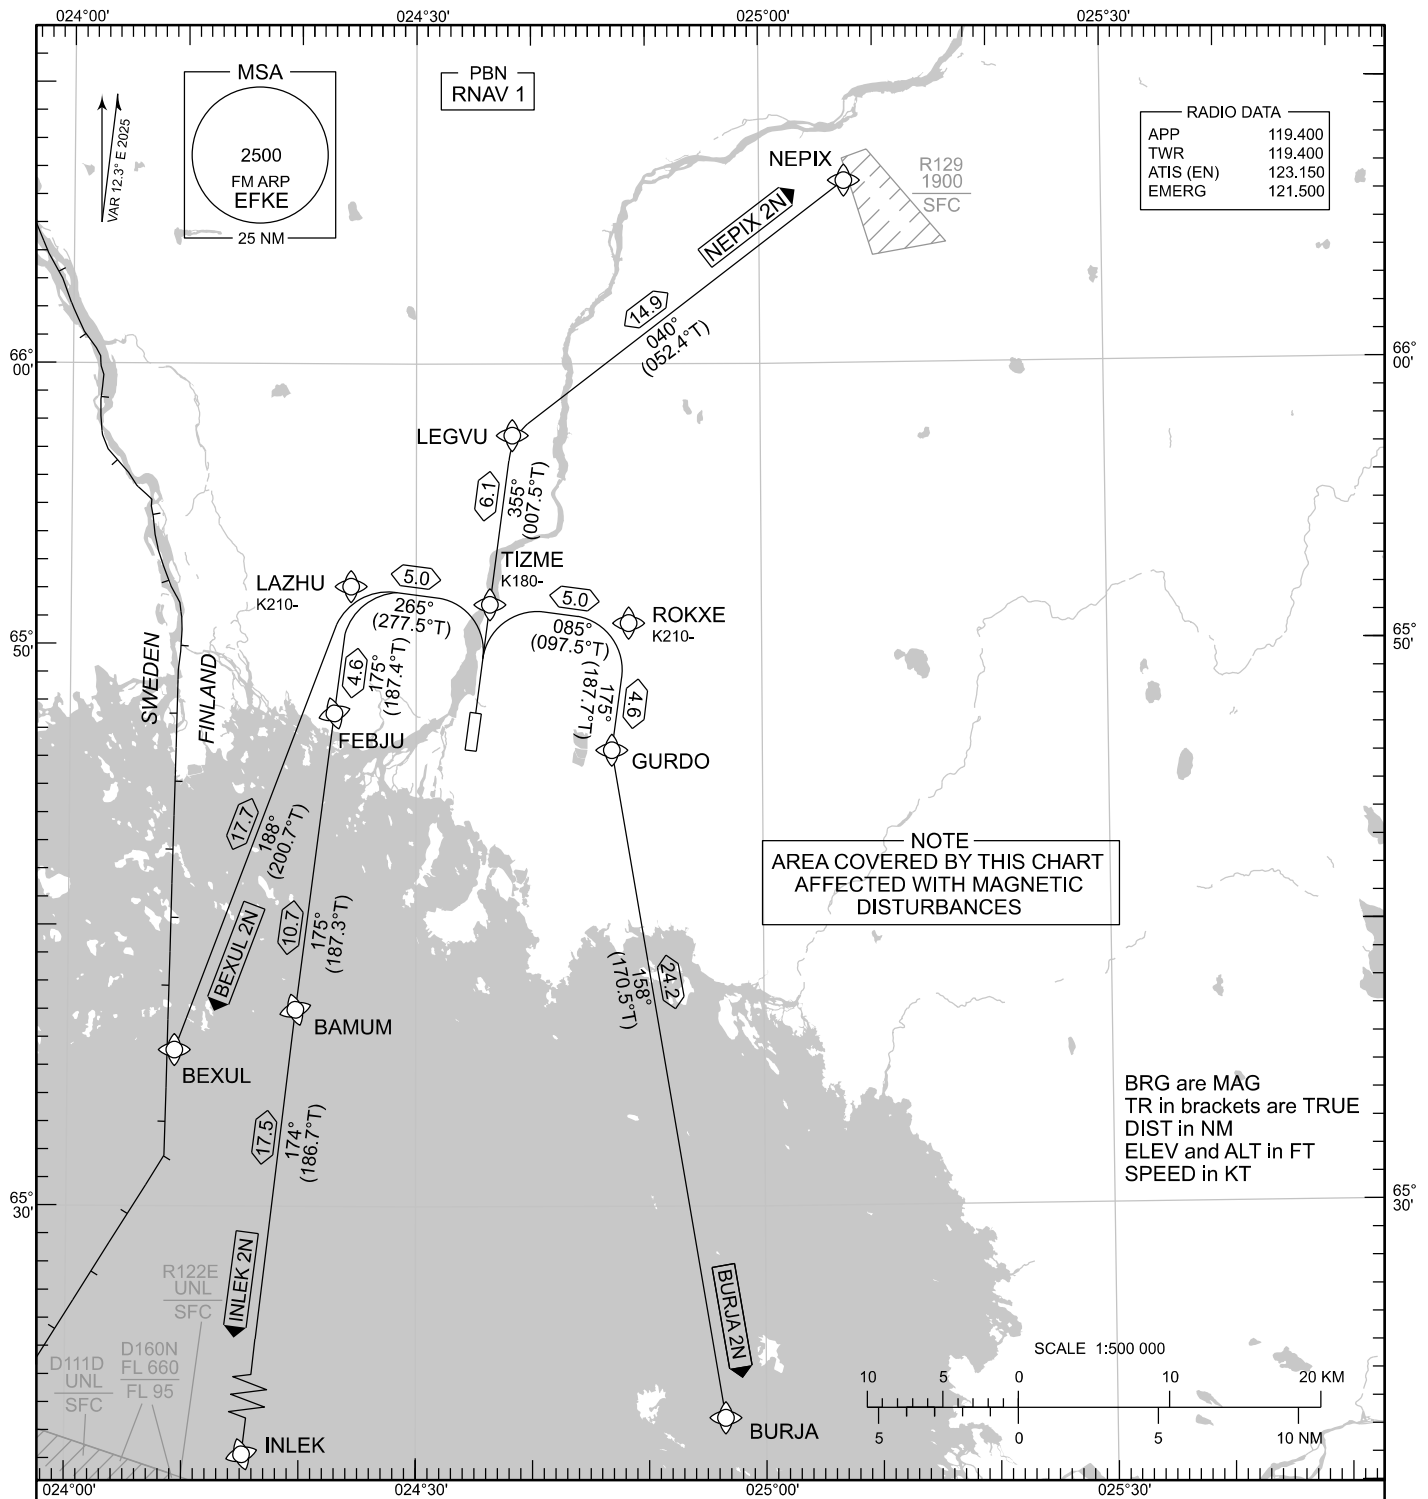 024°00'
024°30'
025°00'
025°30'
MSA
2500
FM ARP
EFKE
25 NM
VAR 12.3° E 2025
PBN
RNAV 1
RADIO DATA
APP 119.400
TWR 119.400
ATIS (EN) 123.150
EMERG 121.500
NEPIX
R129
1900
SFC
NEPIX 2N
14.9
040°
(052.4°T)
66°
00'
66°
00'
LEGVU
6.1
355°
(007.5°T)
TIZME
K180-
LAZHU
K210-
5.0
265°
(277.5°T)
5.0
085°
(097.5°T)
ROKXE
K210-
65°
50'
65°
50'
SWEDEN
FINLAND
4.6
175°
(187.4°T)
175°
(187.7°T)
4.6
FEBJU
GURDO
17.7
188°
(200.7°T)
NOTE
AREA COVERED BY THIS CHART
AFFECTED WITH MAGNETIC
DISTURBANCES
BEXUL 2N
10.7
175°
(187.3°T)
158°
(170.5°T)
24.2
BAMUM
BEXUL
BRG are MAG
TR in brackets are TRUE
DIST in NM
ELEV and ALT in FT
SPEED in KT
17.5
174°
(186.7°T)
65°
30'
65°
30'
INLEK 2N
BURJA 2N
R122E
UNL
SFC
D160N
FL 660
FL 95
D111D
UNL
SFC
SCALE 1:500 000
10 5 0 10 20 KM
5 0 5 10 NM
BURJA
INLEK
024°00'
024°30'
025°00'
025°30'